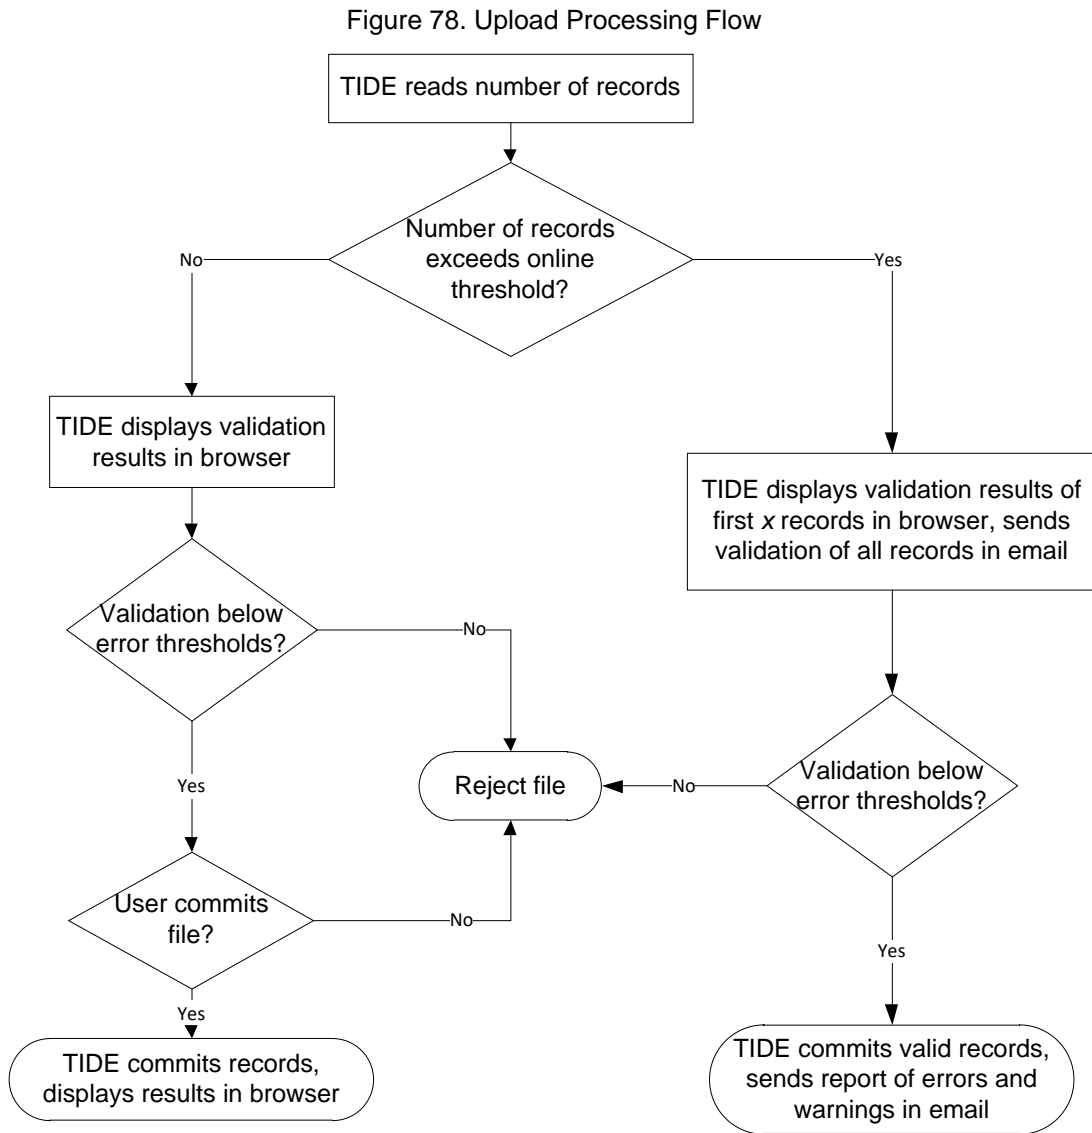 Figure 78. Upload Processing Flow
TIDE reads number of records
Number of records
exceeds online
threshold?
No
Yes
TIDE displays validation
results in browser
TIDE displays validation results of
first x records in browser, sends
validation of all records in email
Validation below
error thresholds?
No
Yes
Reject file
No
Validation below
error thresholds?
User commits
file?
No
Yes
Yes
TIDE commits records,
displays results in browser
TIDE commits valid records,
sends report of errors and
warnings in email